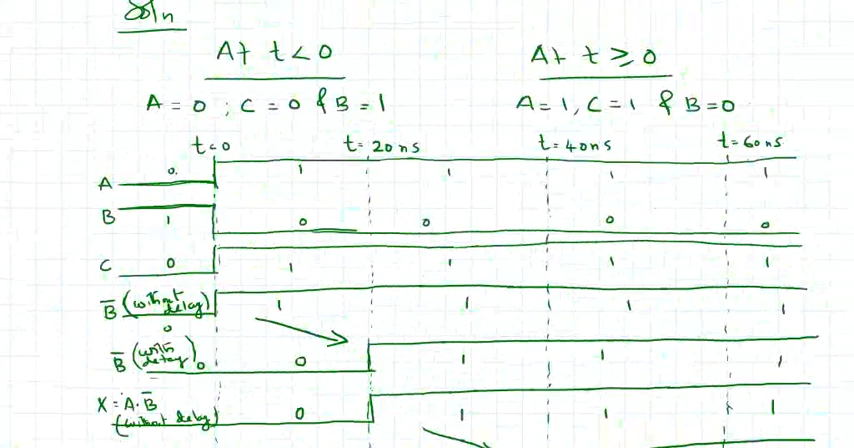 Soln
At t < 0 At t ≥ 0
A = 0 ; C = 0 & B = 1 A = 1, C = 1 & B = 0
t=0 t=20ns t=40ns t=60ns
A 0 1 1 1 1
B 1 0 0 0 0
C 0 1 1 1 1
B̅ (without delay) 0 1 1 1 1
B̅ (with delay) 0 0 1 1 1
X = A·B̅ (without delay) 0 1 1 1